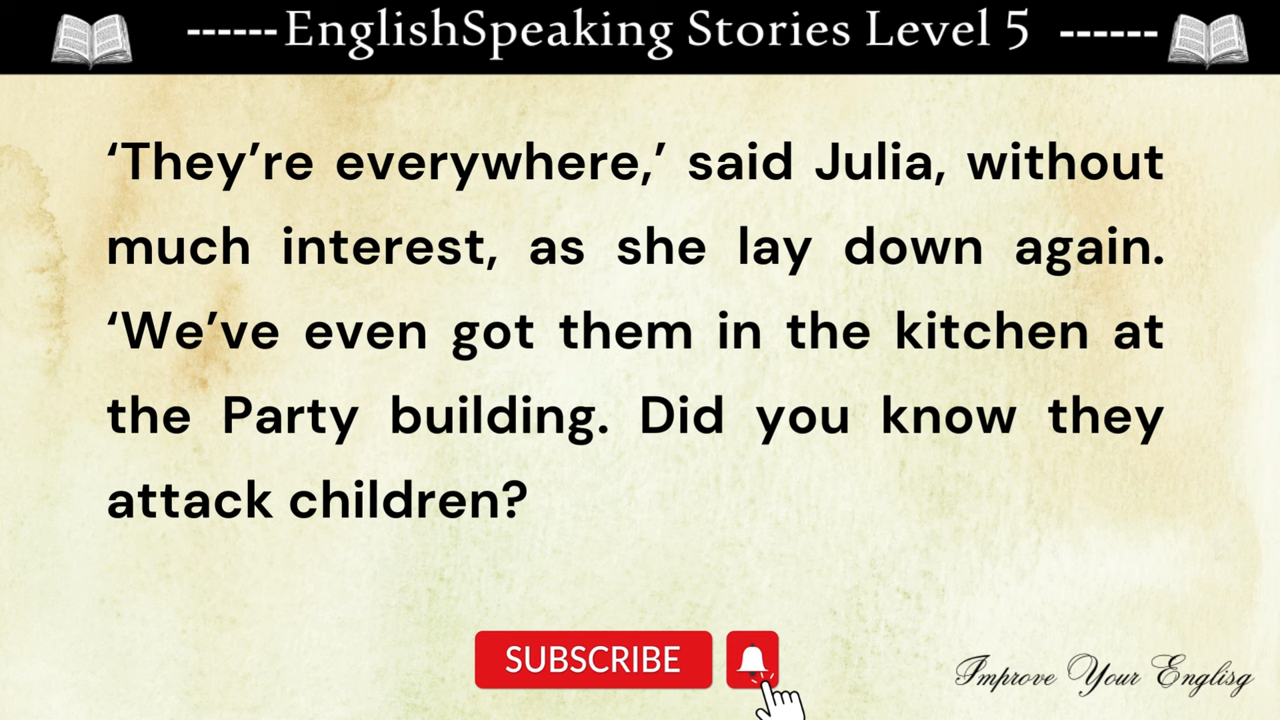 ------EnglishSpeaking Stories Level 5 ------
‘They’re everywhere,’ said Julia, without
much interest, as she lay down again.
‘We’ve even got them in the kitchen at
the Party building. Did you know they
attack children?
SUBSCRIBE
Improve Your Englisg